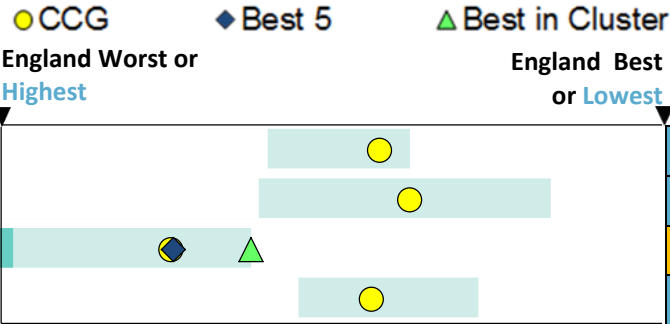 CCG Best 5 Best in Cluster
England Worst or England Best
Highest or Lowest